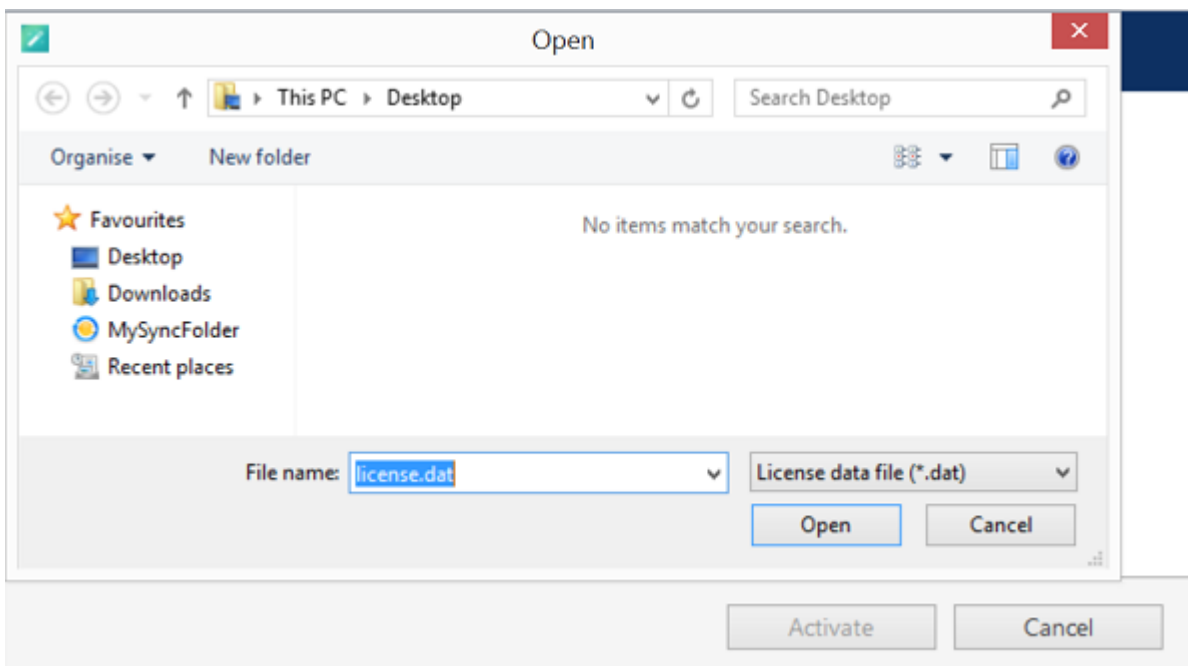 Open
This PC Desktop
Search Desktop
Organise
New folder
Favourites
Desktop
Downloads
MySyncFolder
Recent places
No items match your search.
File name: license.dat
License data file (*.dat)
Open
Cancel
Activate
Cancel